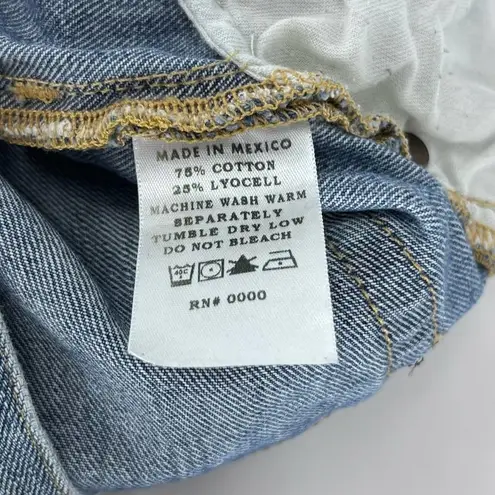 MADE IN MEXICO
75% COTTON
25% LYOCELL
MACHINE WASH WARM
SEPARATELY
TUMBLE DRY LOW
DO NOT BLEACH
40C
RN# 0000